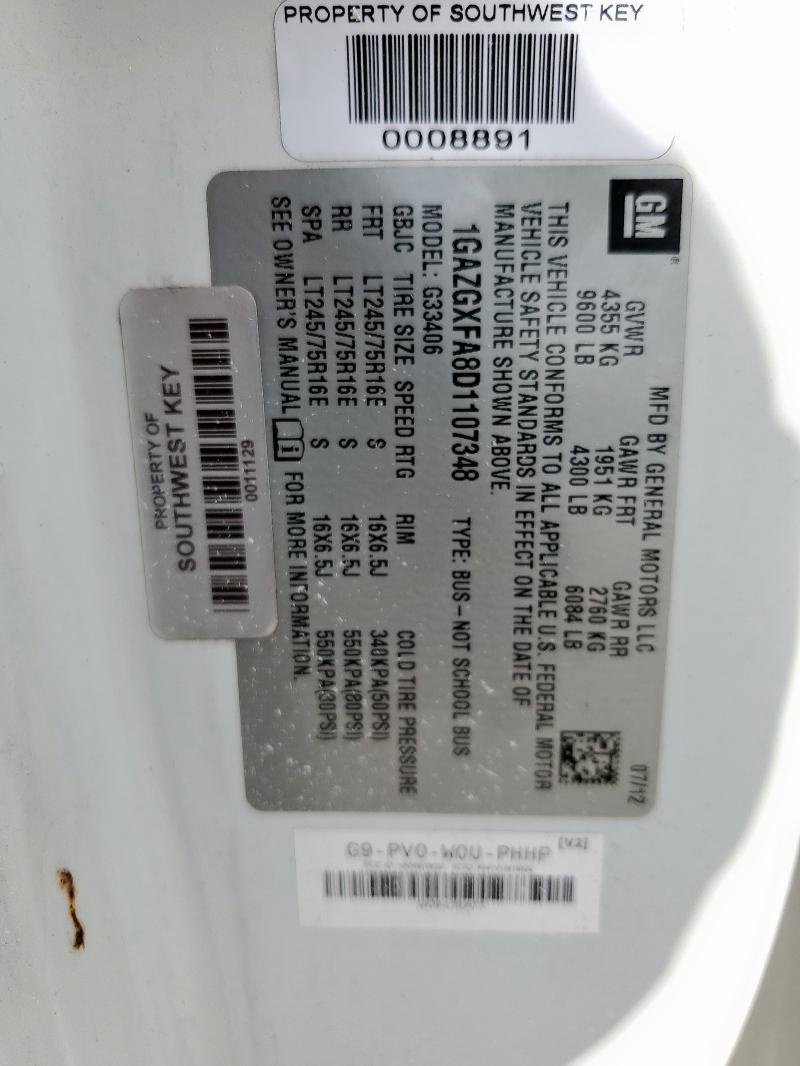 PROPERTY OF SOUTHWEST KEY
0008891
GM
MFD BY GENERAL MOTORS LLC 07/12
GVWR GAWR FRT GAWR RR
4355 KG 1951 KG 2760 KG
9600 LB 4300 LB 6084 LB
THIS VEHICLE CONFORMS TO ALL APPLICABLE U.S. FEDERAL MOTOR
VEHICLE SAFETY STANDARDS IN EFFECT ON THE DATE OF
MANUFACTURE SHOWN ABOVE.
1GAZGXFA8D1107348 TYPE: BUS-NOT SCHOOL BUS
MODEL: G33406
GBJC TIRE SIZE SPEED RTG RIM COLD TIRE PRESSURE
FRT LT245/75R16E S 16X6.5J 340KPA(50PSI)
RR LT245/75R16E S 16X6.5J 550KPA(80PSI)
SPA LT245/75R16E S 16X6.5J 550KPA(80PSI)
SEE OWNER'S MANUAL i FOR MORE INFORMATION.
PROPERTY OF
SOUTHWEST KEY
0011129
G9-PV0-W0U-PHHP [V2]